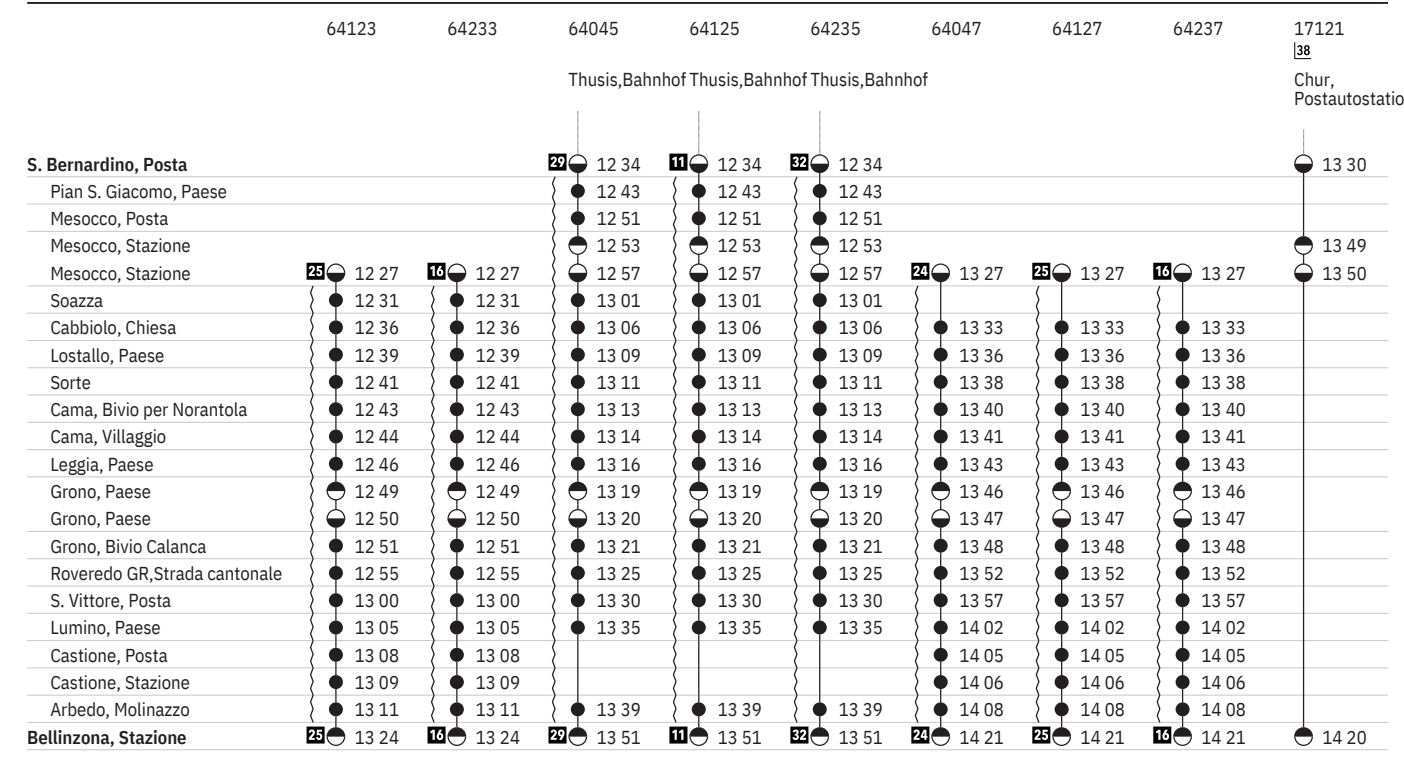 64123 64233 64045 64125 64235 64047 64127 64237 17121
38
Thusis,Bahnhof Thusis,Bahnhof Thusis,Bahnhof Chur,
Postautostatio
S. Bernardino, Posta 29 12 34 11 12 34 32 12 34 13 30
Pian S. Giacomo, Paese 12 43 12 43 12 43
Mesocco, Posta 12 51 12 51 12 51
Mesocco, Stazione 12 53 12 53 12 53 13 49
Mesocco, Stazione 25 12 27 16 12 27 12 57 12 57 12 57 24 13 27 25 13 27 16 13 27 13 50
Soazza 12 31 12 31 13 01 13 01 13 01
Cabbiolo, Chiesa 12 36 12 36 13 06 13 06 13 06 13 33 13 33 13 33
Lostallo, Paese 12 39 12 39 13 09 13 09 13 09 13 36 13 36 13 36
Sorte 12 41 12 41 13 11 13 11 13 11 13 38 13 38 13 38
Cama, Bivio per Norantola 12 43 12 43 13 13 13 13 13 13 13 40 13 40 13 40
Cama, Villaggio 12 44 12 44 13 14 13 14 13 14 13 41 13 41 13 41
Leggia, Paese 12 46 12 46 13 16 13 16 13 16 13 43 13 43 13 43
Grono, Paese 12 49 12 49 13 19 13 19 13 19 13 46 13 46 13 46
Grono, Paese 12 50 12 50 13 20 13 20 13 20 13 47 13 47 13 47
Grono, Bivio Calanca 12 51 12 51 13 21 13 21 13 21 13 48 13 48 13 48
Roveredo GR,Strada cantonale 12 55 12 55 13 25 13 25 13 25 13 52 13 52 13 52
S. Vittore, Posta 13 00 13 00 13 30 13 30 13 30 13 57 13 57 13 57
Lumino, Paese 13 05 13 05 13 35 13 35 13 35 14 02 14 02 14 02
Castione, Posta 13 08 13 08 14 05 14 05 14 05
Castione, Stazione 13 09 13 09 14 06 14 06 14 06
Arbedo, Molinazzo 13 11 13 11 13 39 13 39 13 39 14 08 14 08 14 08
Bellinzona, Stazione 25 13 24 16 13 24 29 13 51 11 13 51 32 13 51 24 14 21 25 14 21 16 14 21 14 20